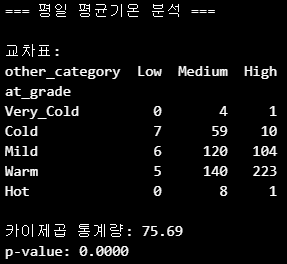 === 평일 평균기온 분석 ===
교차표:
other_category Low Medium High
at_grade
Very_Cold 0 4 1
Cold 7 59 10
Mild 6 120 104
Warm 5 140 223
Hot 0 8 1
카이제곱 통계량: 75.69
p-value: 0.0000